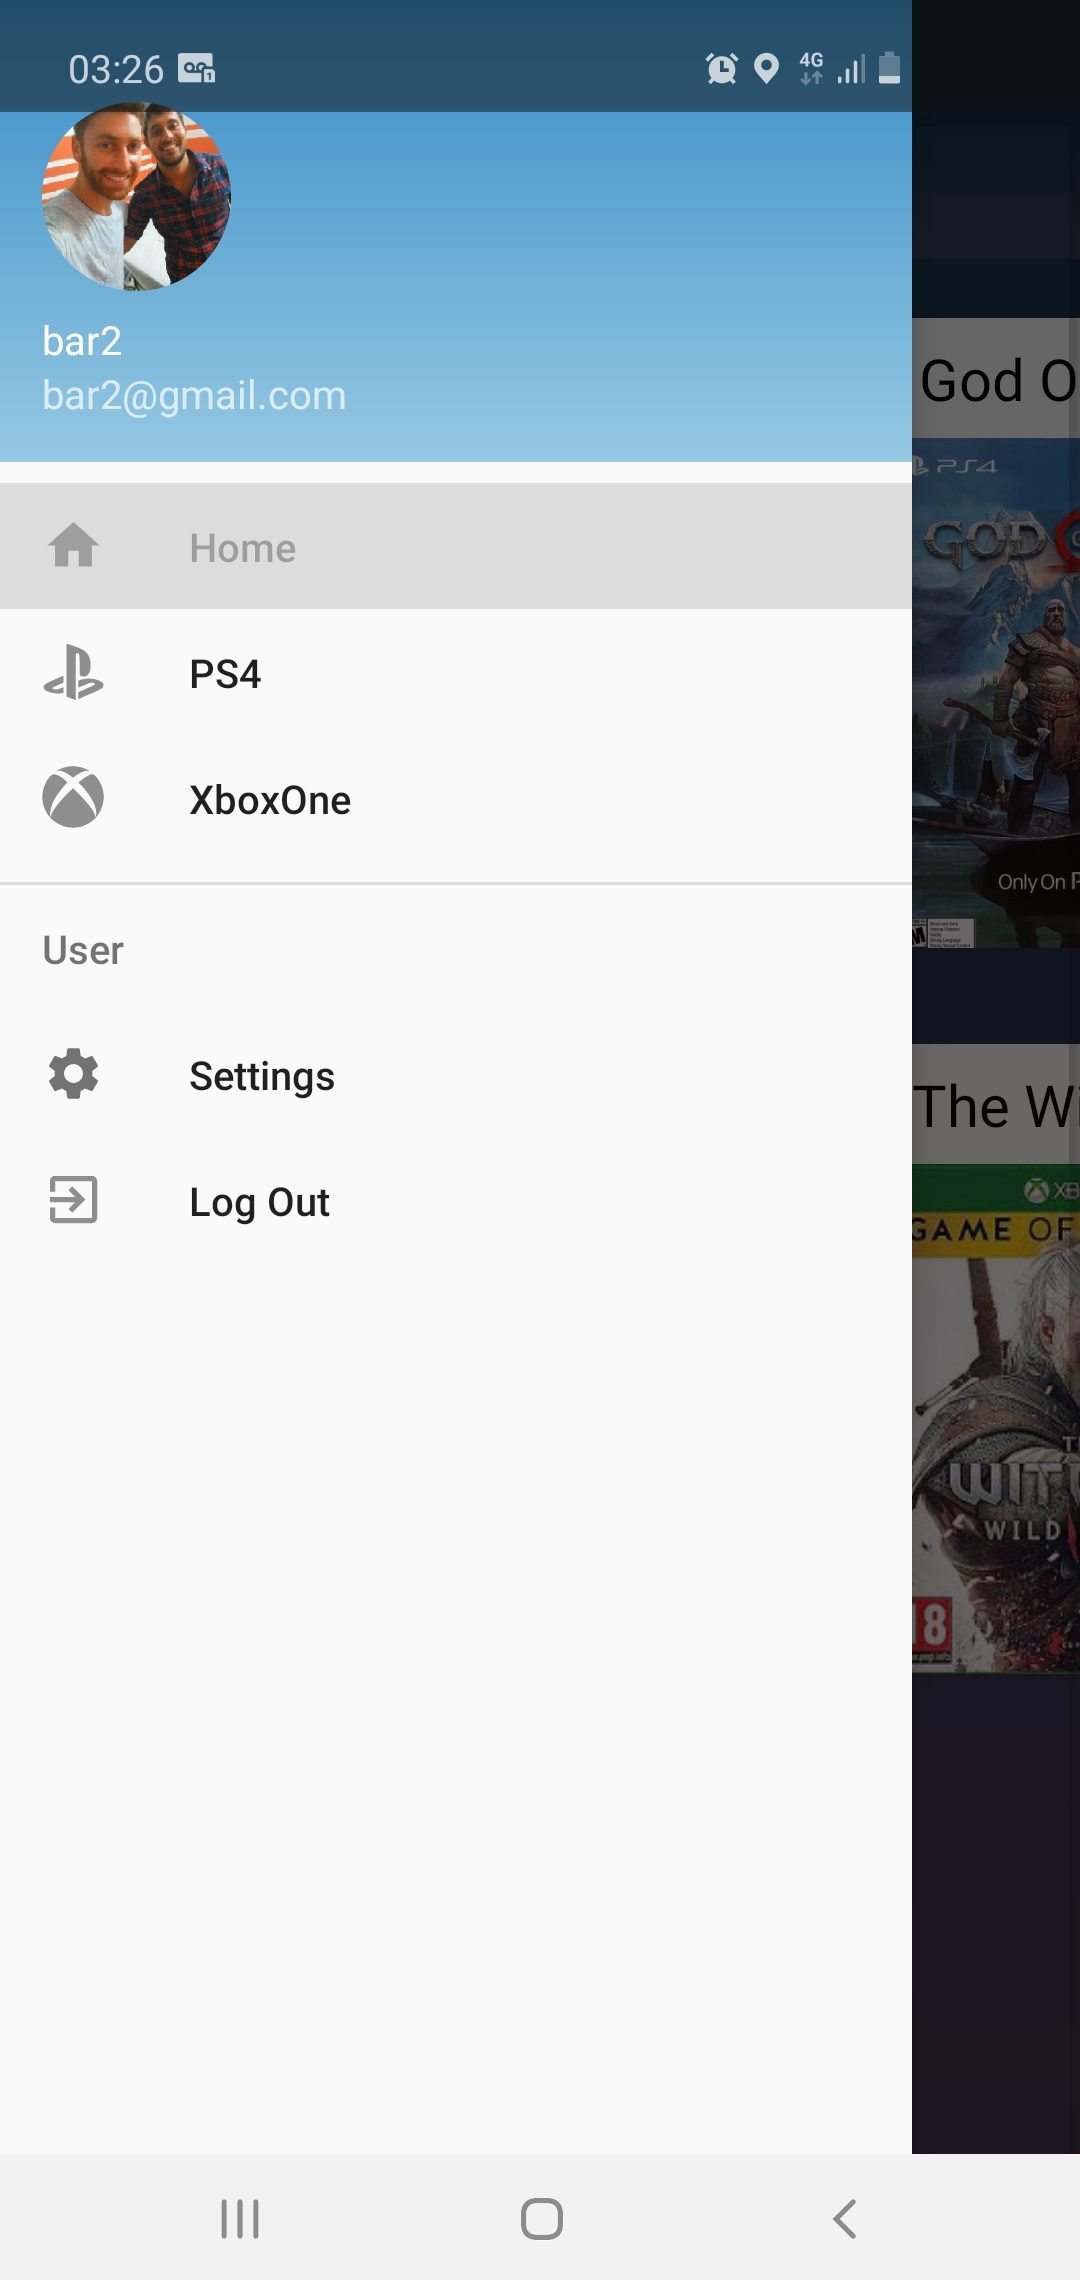 03:26
4G
bar2
bar2@gmail.com
Home
PS4
XboxOne
User
Settings
Log Out
God O
PS4
GOD
Only On P
The Wi
XB
GAME OF
WIT
WILD
18